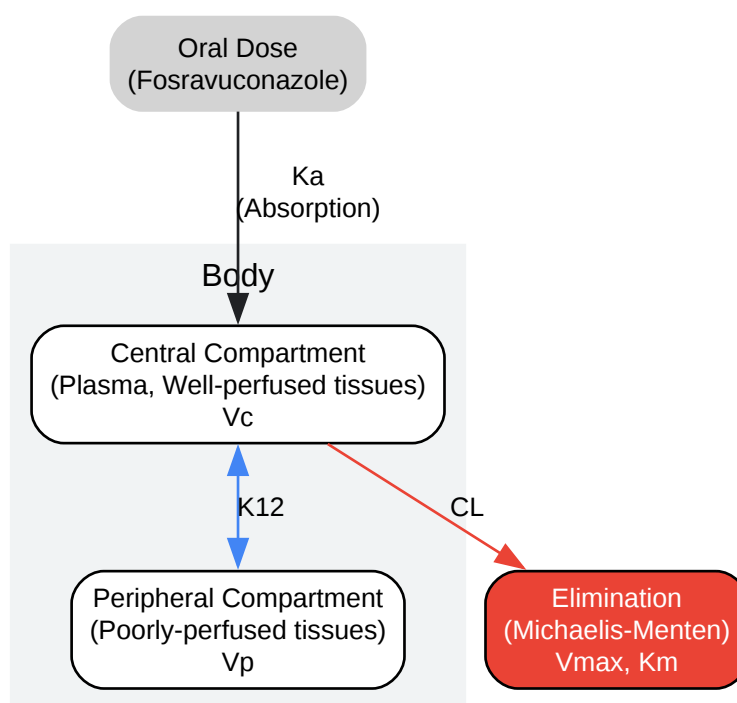 Oral Dose
(Fosravuconazole)
Ka
(Absorption)
Body
Central Compartment
(Plasma, Well-perfused tissues)
Vc
K12
CL
Peripheral Compartment
(Poorly-perfused tissues)
Vp
Elimination
(Michaelis-Menten)
Vmax, Km